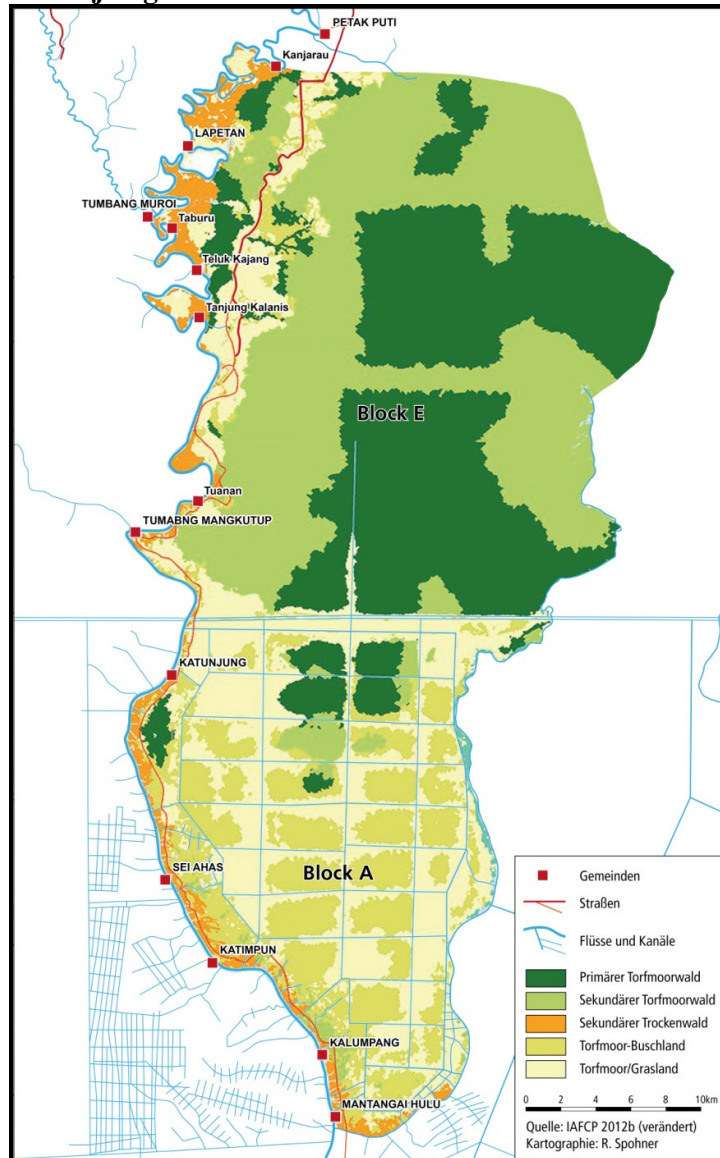 PETAK PUTI
Kanjarau
LAPETAN
TUMBANG MUROI
Taburu
Teluk Kajang
Tanjung Kalanis
Block E
Tuanan
TUMABNG MANGKUTUP
KATUNJUNG
Block A
SEI AHAS
KATIMPUN
KALUMPANG
MANTANGAI HULU
Gemeinden
Straßen
Flüsse und Kanäle
Primärer Torfmoorwald
Sekundärer Torfmoorwald
Sekundärer Trockenwald
Torfmoor-Buschland
Torfmoor/Grasland
0 2 4 6 8 10km
Quelle: IAFCP 2012b (verändert)
Kartographie: R. Spohner